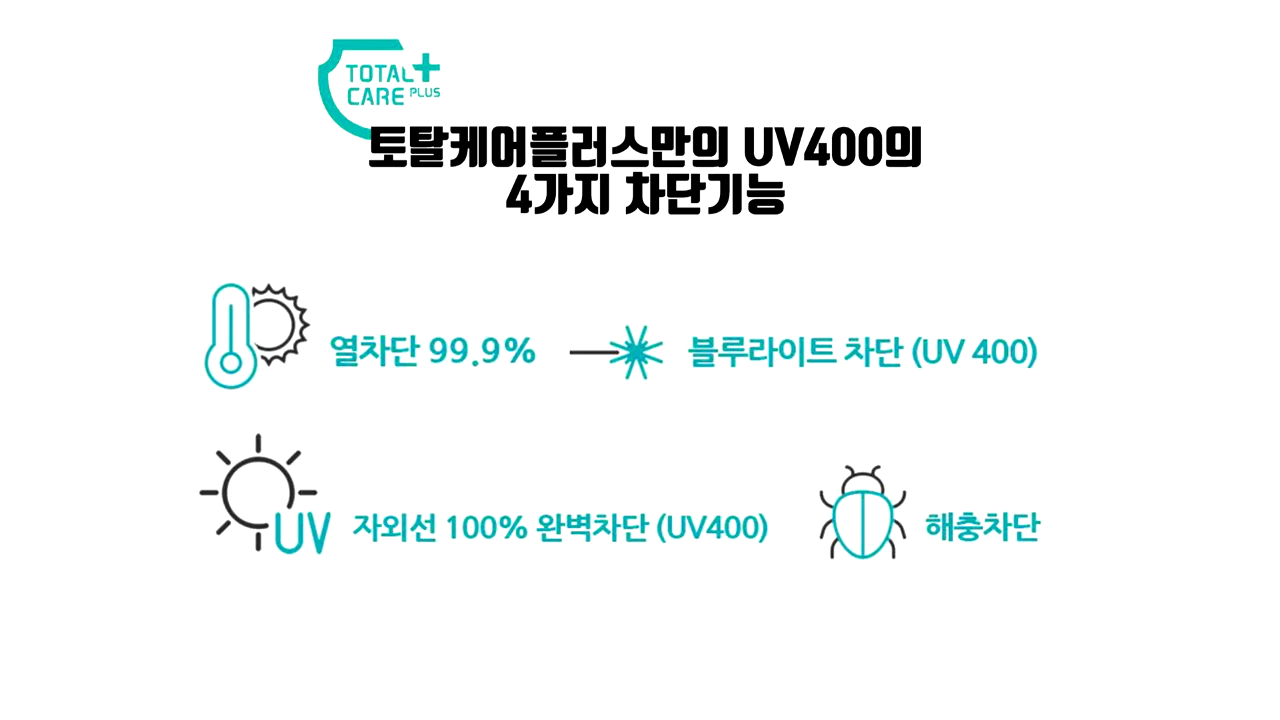 TOTAL+
CARE PLUS
토탈케어플러스만의 UV400의
4가지 차단기능
열차단 99.9%
블루라이트 차단 (UV 400)
UV
자외선 100% 완벽차단 (UV400)
해충차단